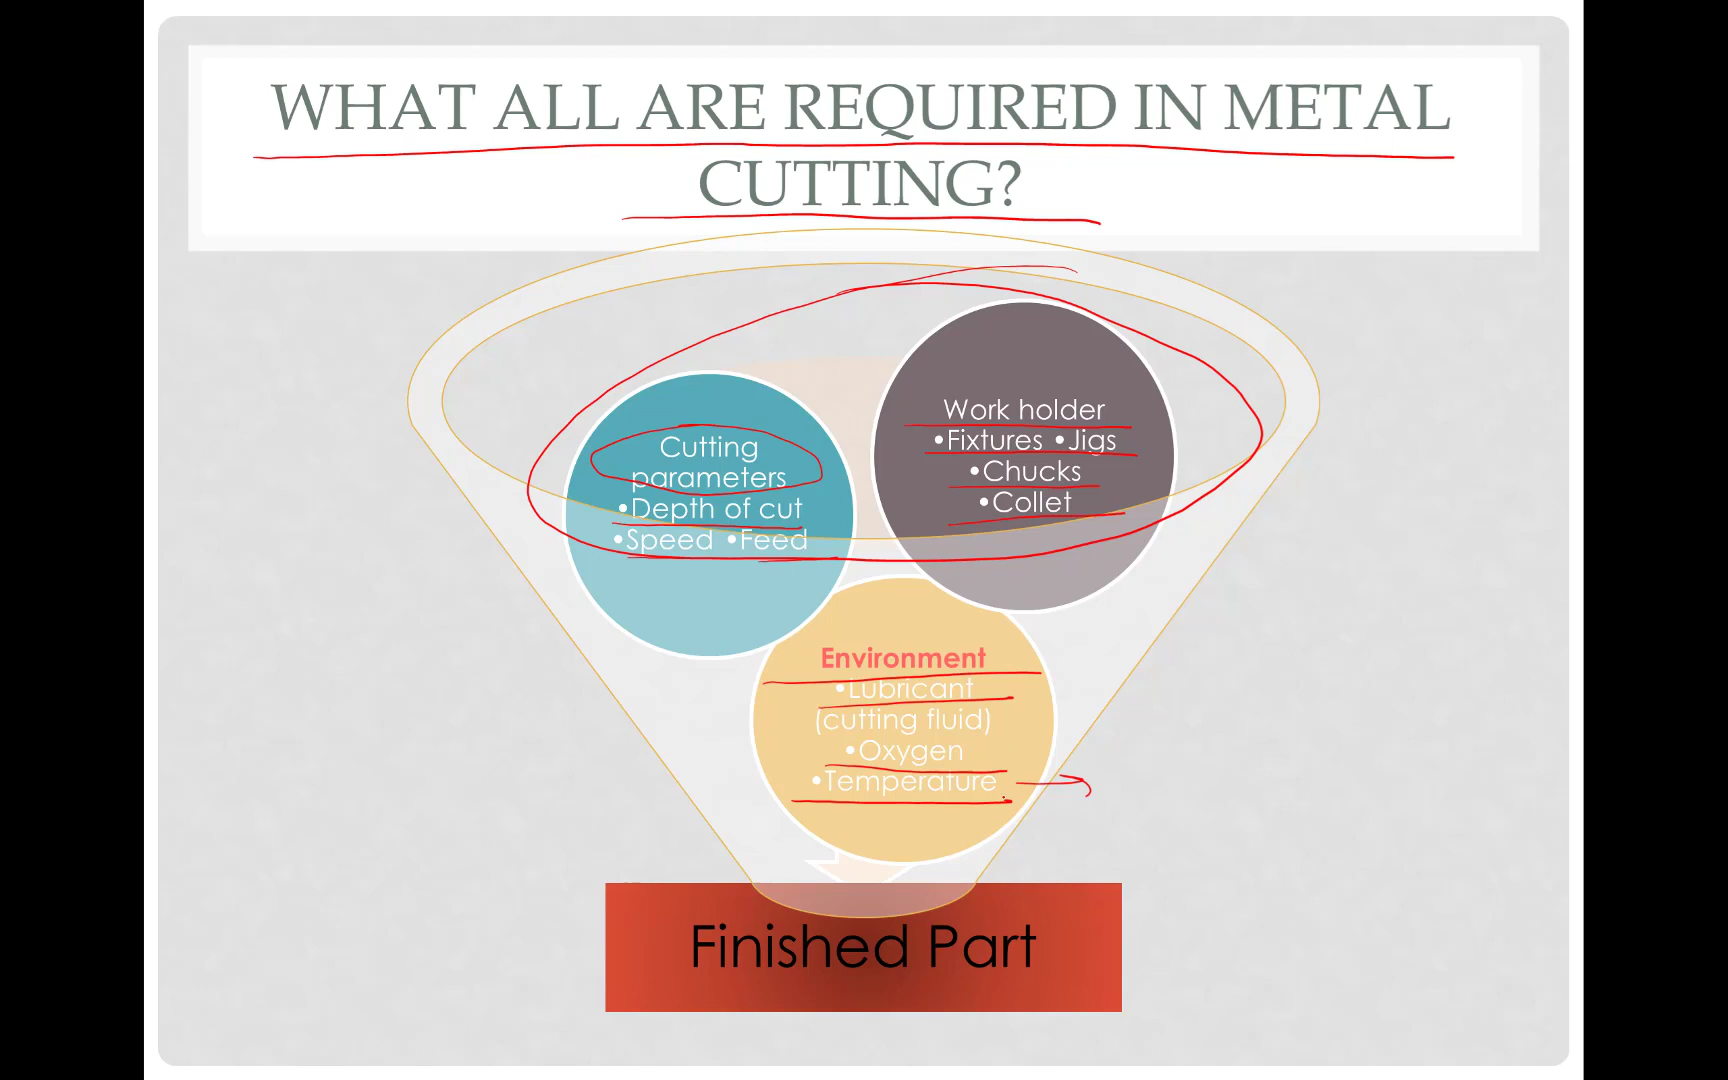 WHAT ALL ARE REQUIRED IN METAL
CUTTING?
Cutting
parameters
•Depth of cut
•Speed •Feed
Work holder
•Fixtures •Jigs
•Chucks
•Collet
Environment
•Lubricant
(cutting fluid)
•Oxygen
•Temperature
Finished Part